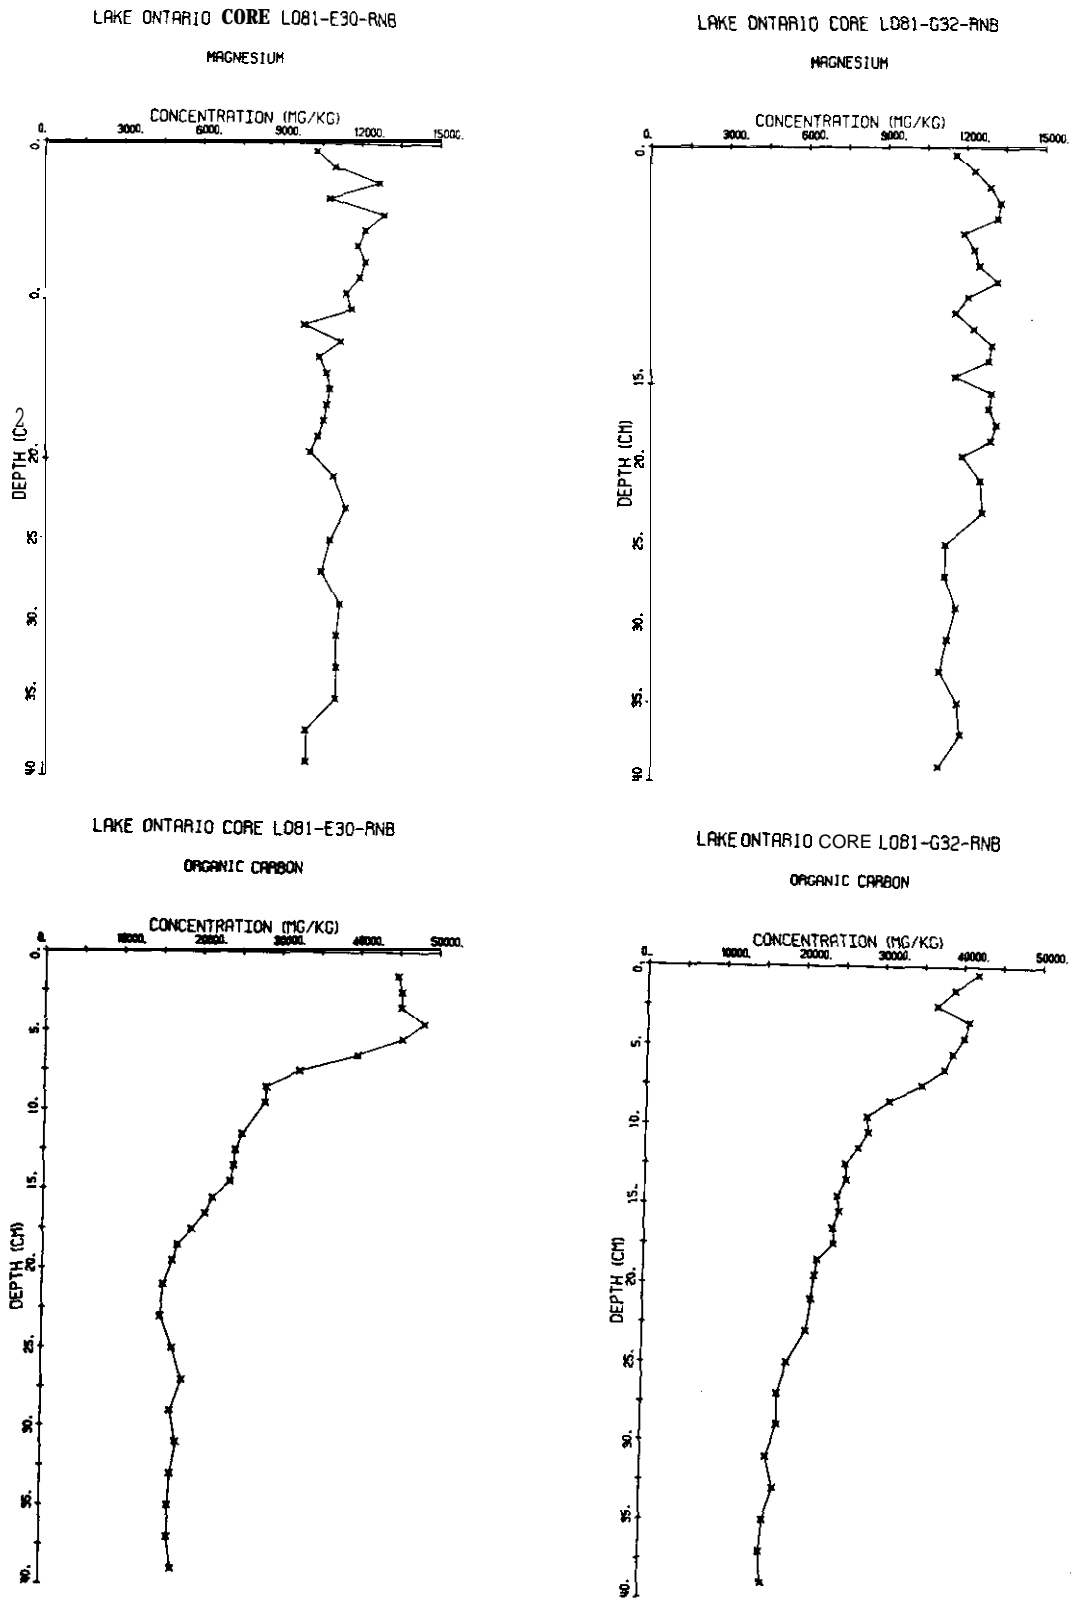 LAKE ONTARIO CORE LO81-E30-RNB
MAGNESIUM
CONCENTRATION (MG/KG)
0. 3000. 6000. 9000. 12000. 15000.
0.
0.
2
20.
25
30.
35.
40
DEPTH (C
LAKE ONTARIO CORE LO81-G32-RNB
MAGNESIUM
CONCENTRATION (MG/KG)
0. 3000. 6000. 9000. 12000. 15000.
0.
15.
20.
25.
30.
35.
40
DEPTH (CM)
LAKE ONTARIO CORE LO81-E30-RNB
ORGANIC CARBON
CONCENTRATION (MG/KG)
0. 10000. 20000. 30000. 40000. 50000.
0.
5.
10.
15.
20.
25.
30.
35.
40.
DEPTH (CM)
LAKE ONTARIO CORE LO81-G32-RNB
ORGANIC CARBON
CONCENTRATION (MG/KG)
0. 10000. 20000. 30000. 40000. 50000.
0.
5.
10.
15.
20.
25.
30.
35.
40.
DEPTH (CM)